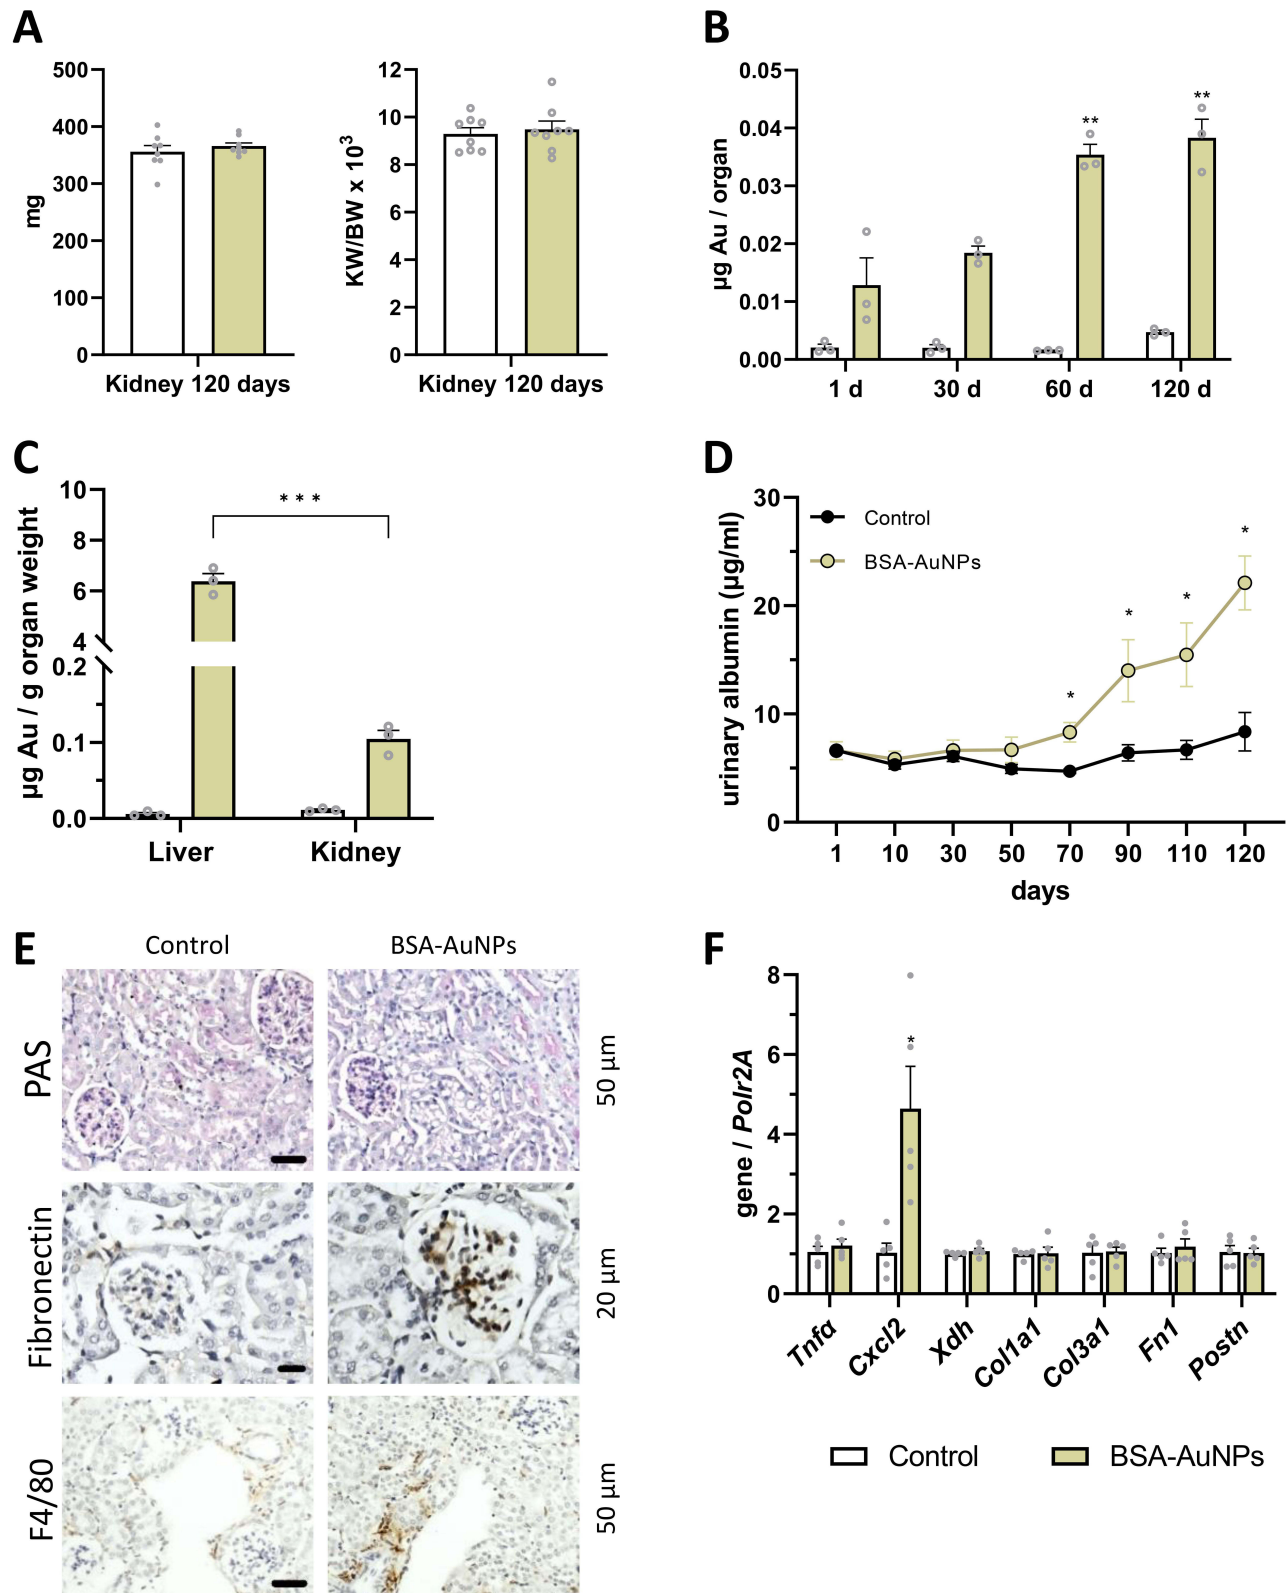 A
500
400
300
200
100
0
mg
Kidney 120 days
12
10
8
6
4
2
0
KW/BW x 10³
Kidney 120 days
B
0.05
0.04
0.03
0.02
0.01
0.00
µg Au / organ
**
**
1 d
30 d
60 d
120 d
C
10
8
6
4
0.2
0.1
0.0
µg Au / g organ weight
***
Liver
Kidney
D
30
20
10
0
urinary albumin (µg/ml)
Control
BSA-AuNPs
*
*
*
*
1
10
30
50
70
90
110
120
days
E
Control
BSA-AuNPs
PAS
50 µm
Fibronectin
20 µm
F4/80
50 µm
F
8
6
4
2
0
gene / Polr2A
*
Tnfα
Cxcl2
Xdh
Col1a1
Col3a1
Fn1
Postn
Control
BSA-AuNPs